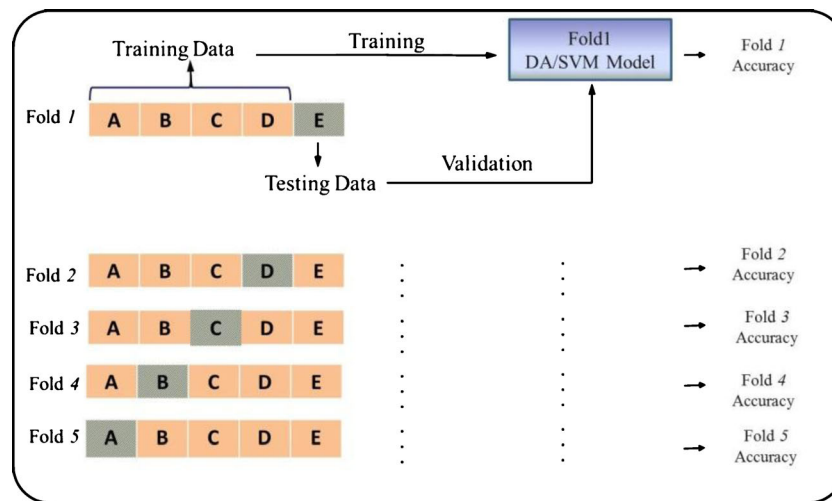 Training Data
Training
Fold1
DA/SVM Model
Fold 1
Accuracy
Fold 1
A B C D E
Testing Data
Validation
Fold 2
A B C D E
Fold 2
Accuracy
Fold 3
A B C D E
Fold 3
Accuracy
Fold 4
A B C D E
Fold 4
Accuracy
Fold 5
A B C D E
Fold 5
Accuracy